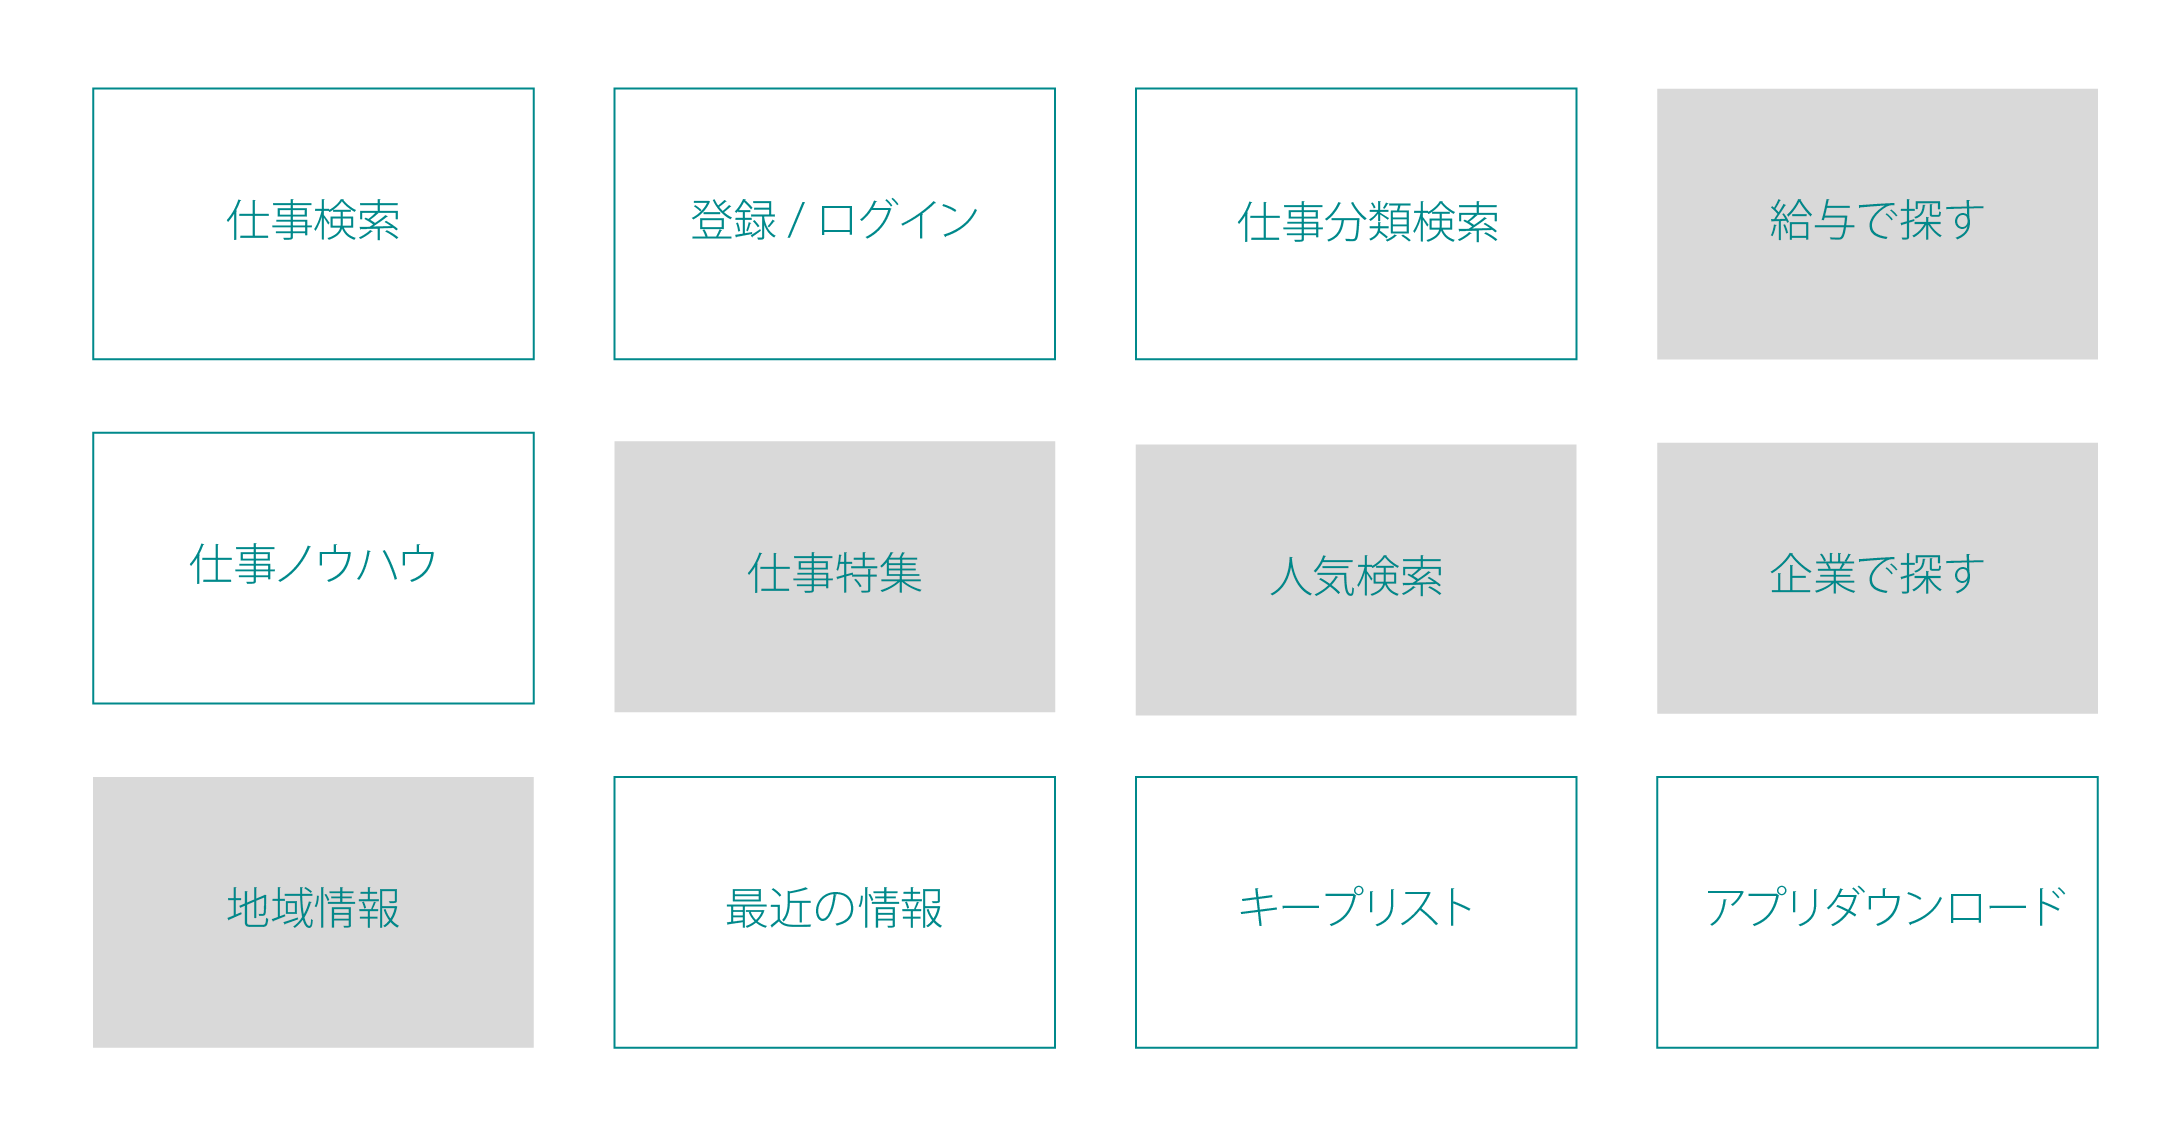 仕事検索
登録 / ログイン
仕事分類検索
給与で探す
仕事ノウハウ
仕事特集
人気検索
企業で探す
地域情報
最近の情報
キープリスト
アプリダウンロード